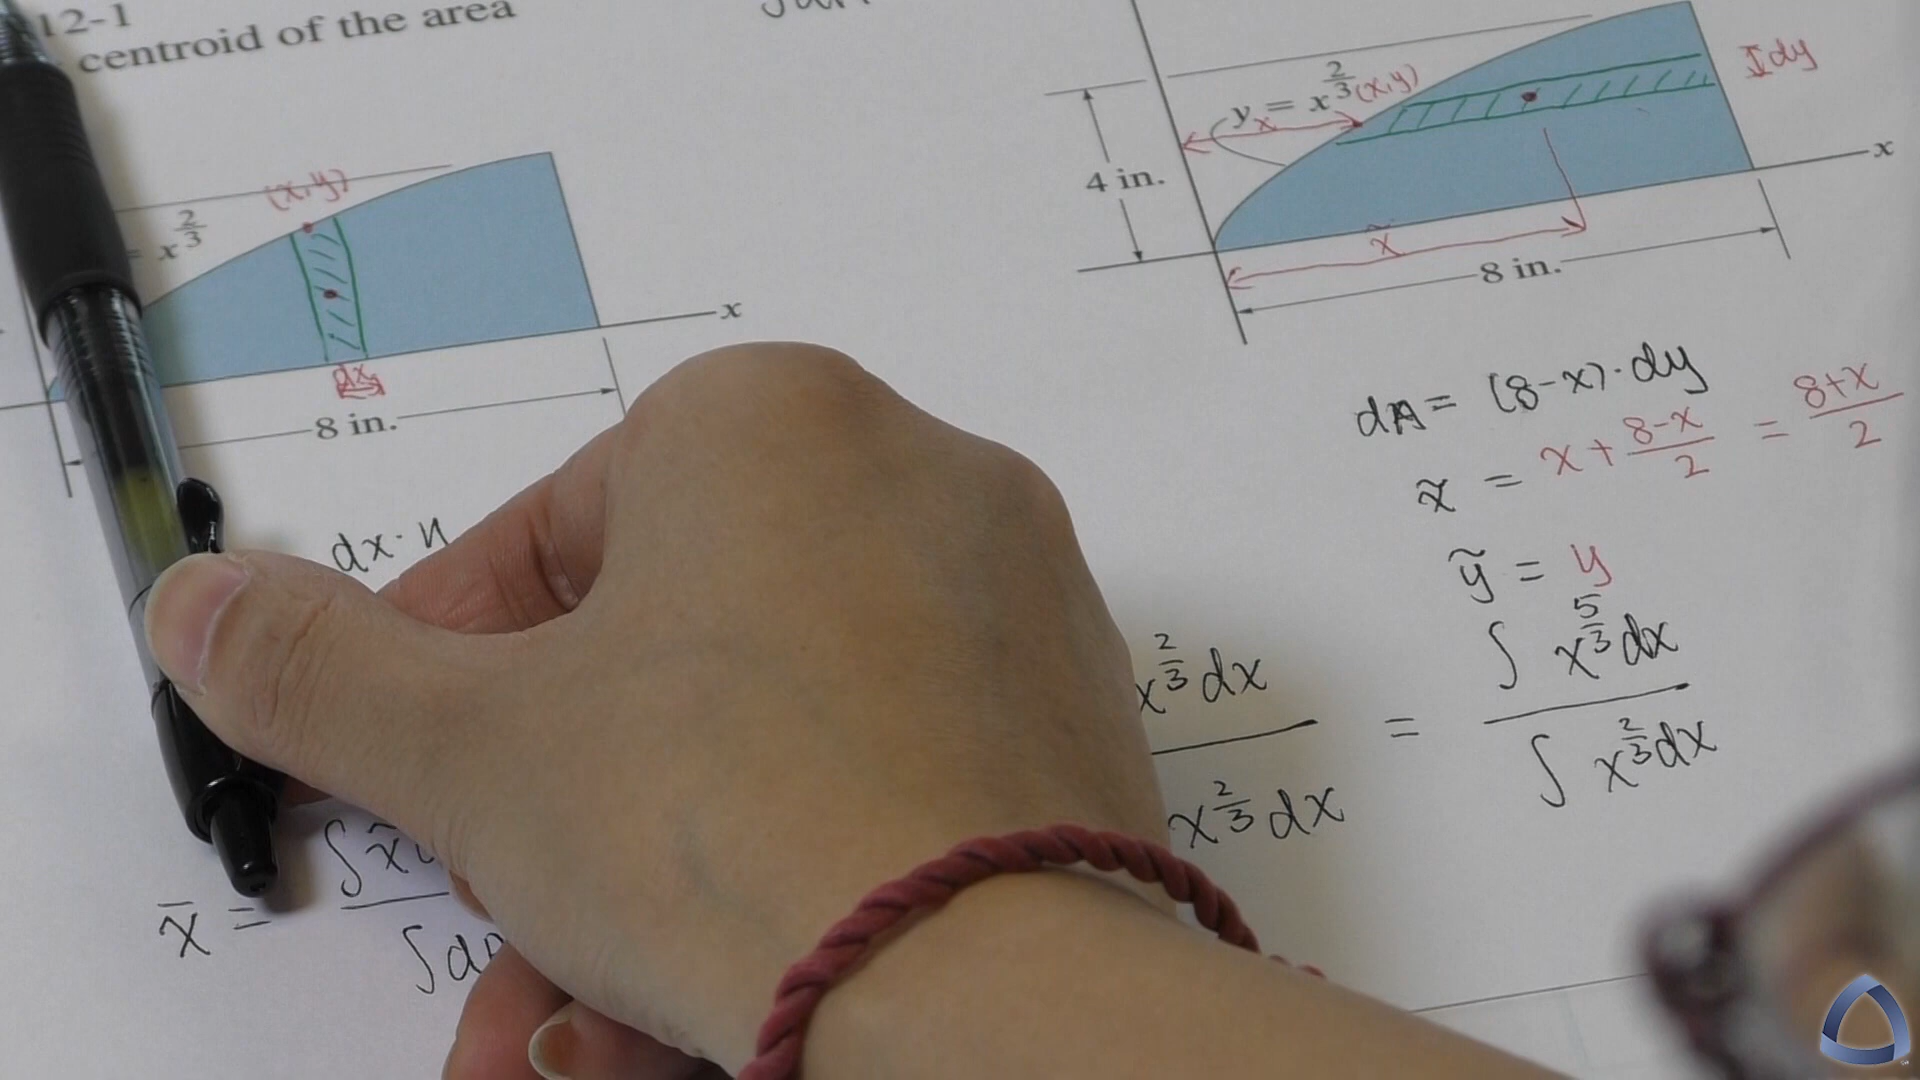 12-1
centroid of the area
(x,y)
= x^(2/3)
x
dx
8 in.
dx · y
x̄ = ∫x̃
∫dA
y = x^(2/3)
(x,y)
x
I dy
4 in.
x
x̃
8 in.
dA = (8-x)·dy
x̃ = x + (8-x)/2 = (8+x)/2
ỹ = y
x^(2/3) dx = ∫ x^(5/3) dx
x^(2/3) dx ∫ x^(2/3) dx